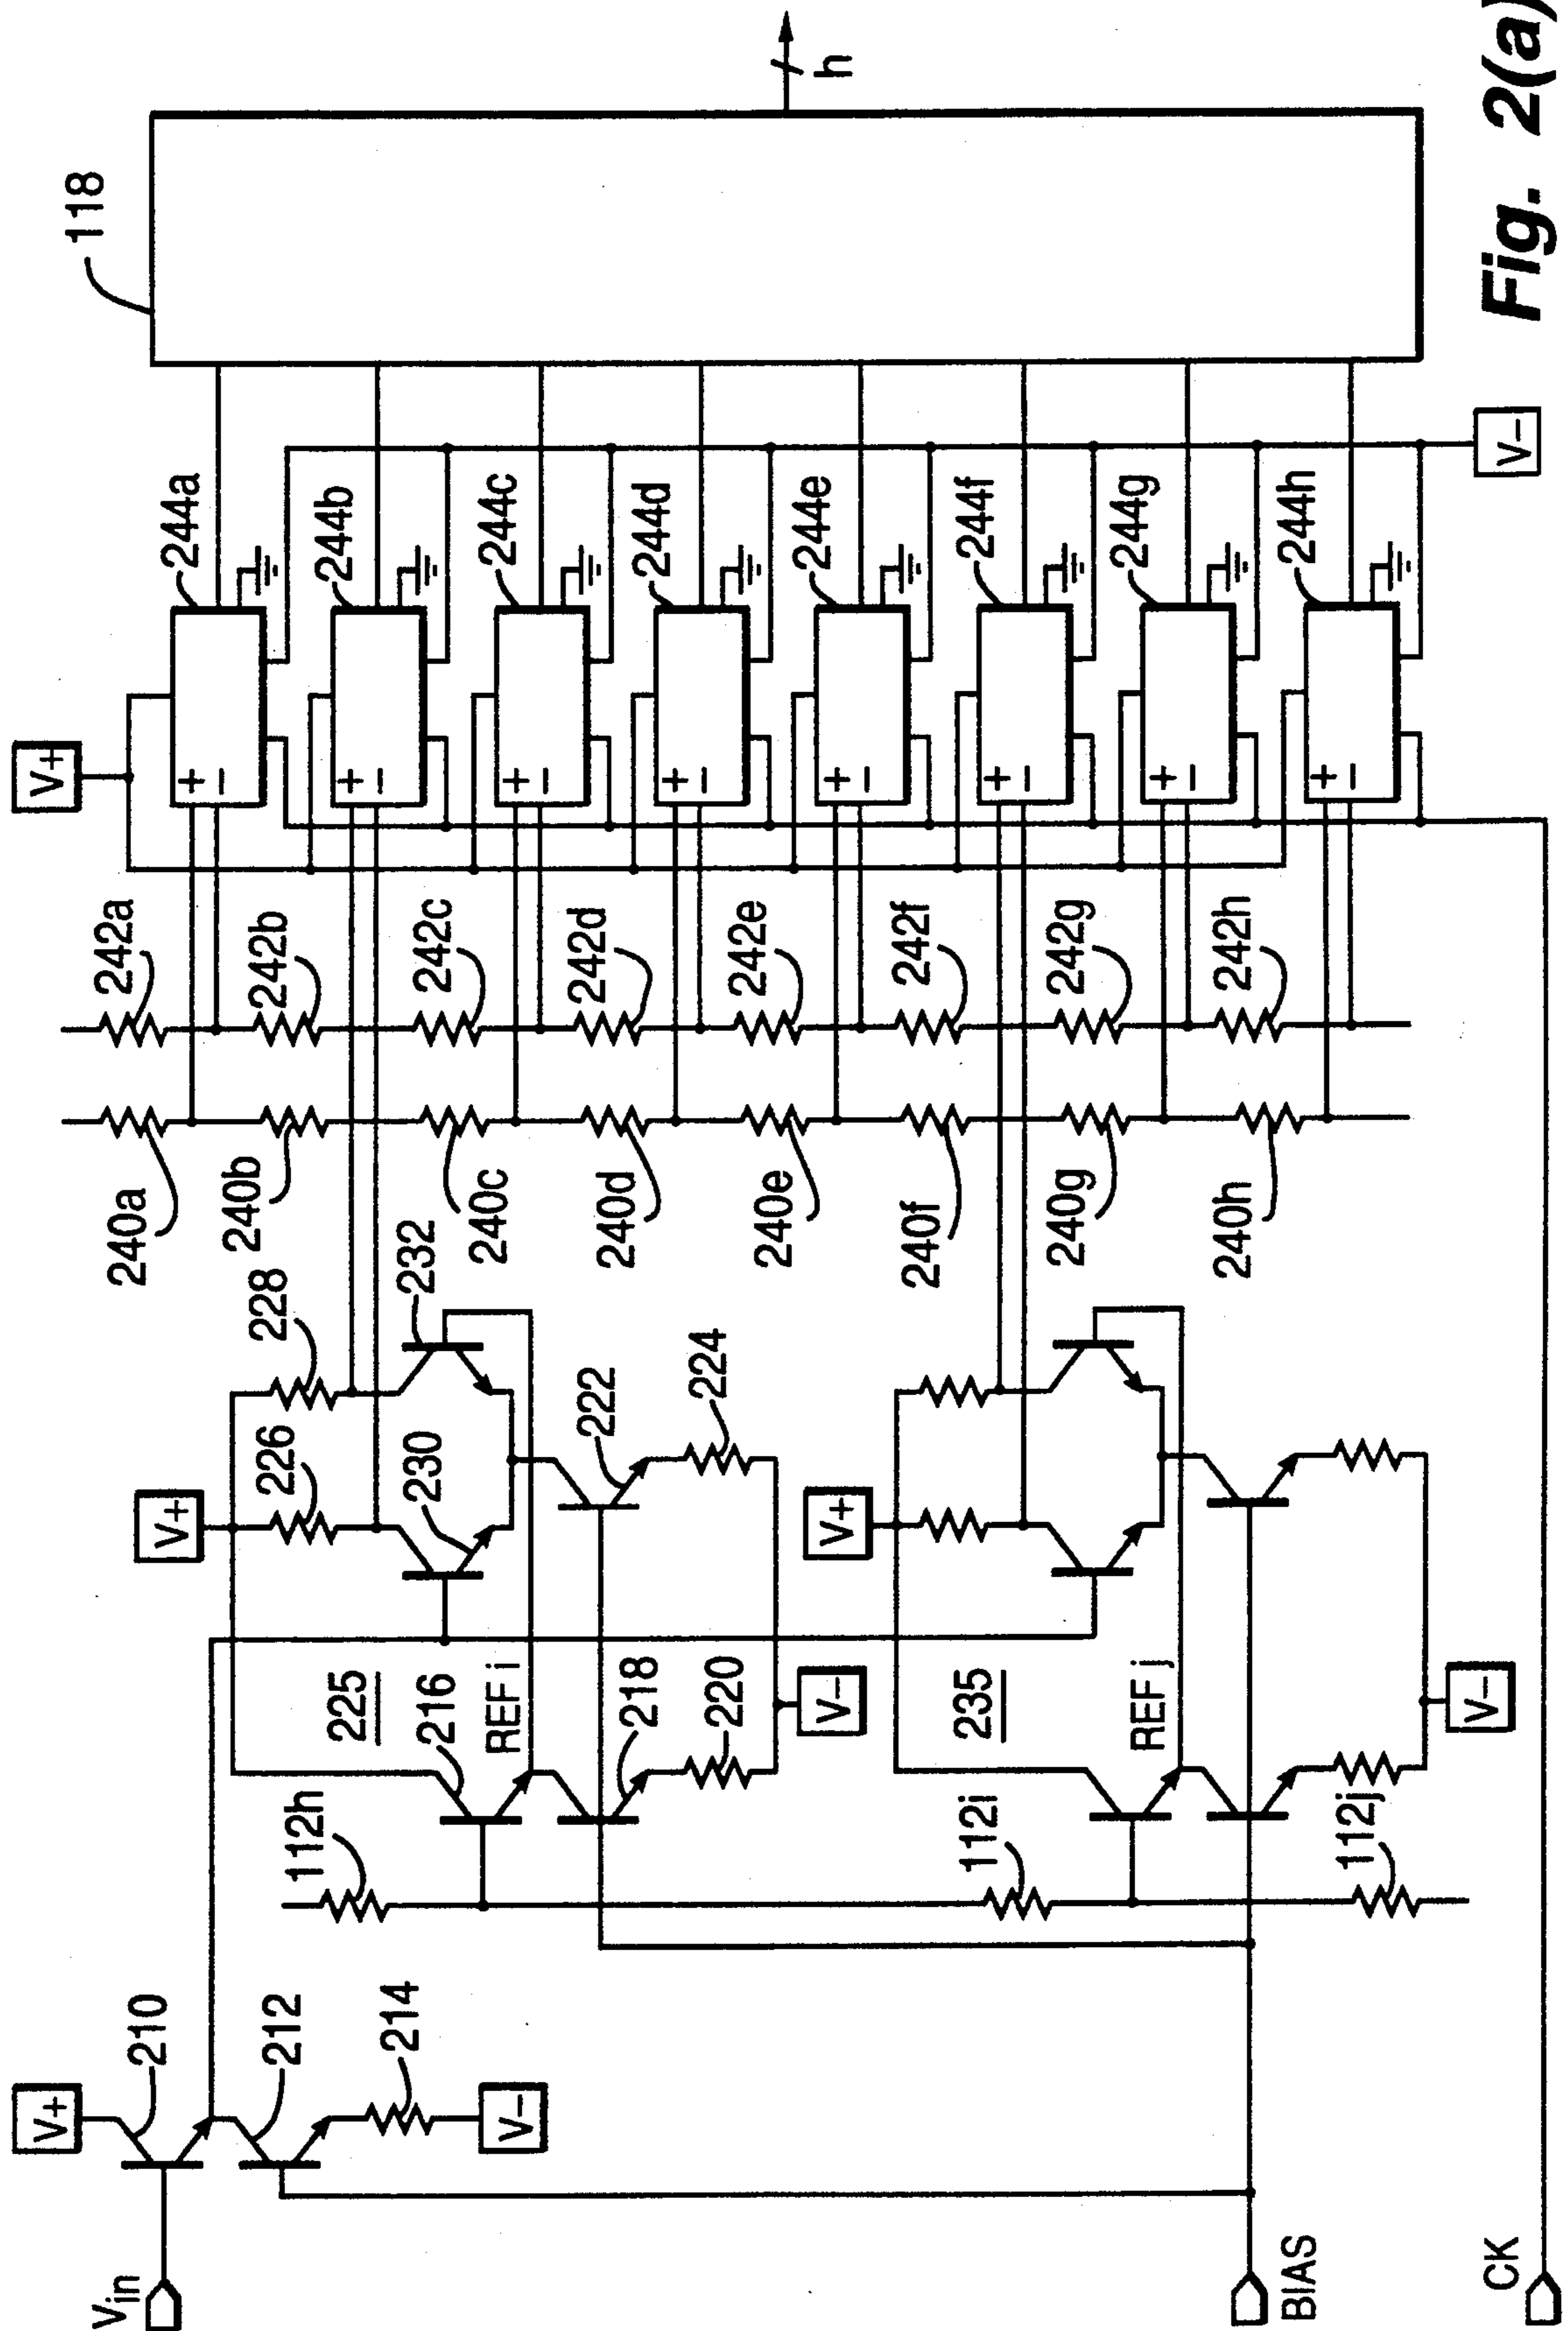 118
h
V+
244a
244b
244c
244d
244e
244f
244g
244h
+
−
+
−
+
−
+
−
+
−
+
−
+
−
+
−
V−
242a
242b
242c
242d
242e
242f
242g
242h
240a
240b
240c
240d
240e
240f
240g
240h
V+
226
228
232
230
222
224
225
216
REF i
218
220
V−
V+
235
REF j
V−
112h
112i
112j
V+
210
212
214
V−
Vin
BIAS
CK
Fig. 2(a)